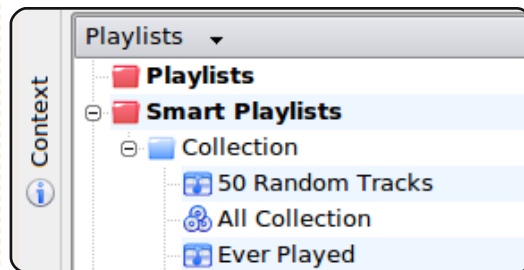 Context
Playlists
Playlists
Smart Playlists
Collection
50 Random Tracks
All Collection
Ever Played